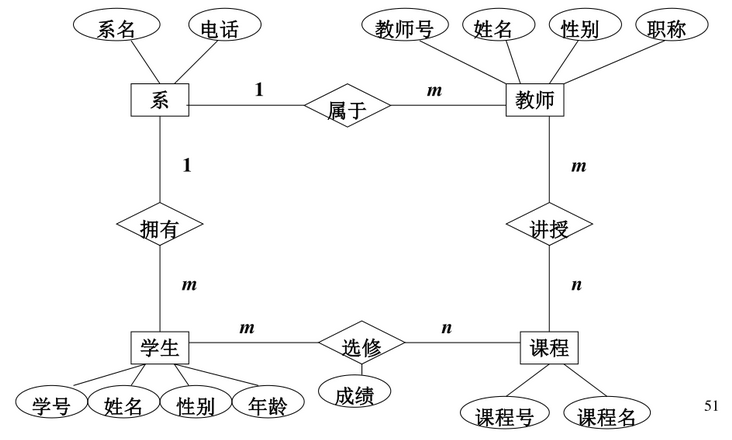 系名 电话 教师号 姓名 性别 职称
系 1 属于 m 教师
1 m
拥有 讲授
m n
学生 m 选修 n 课程
学号 姓名 性别 年龄 成绩 课程号 课程名 51